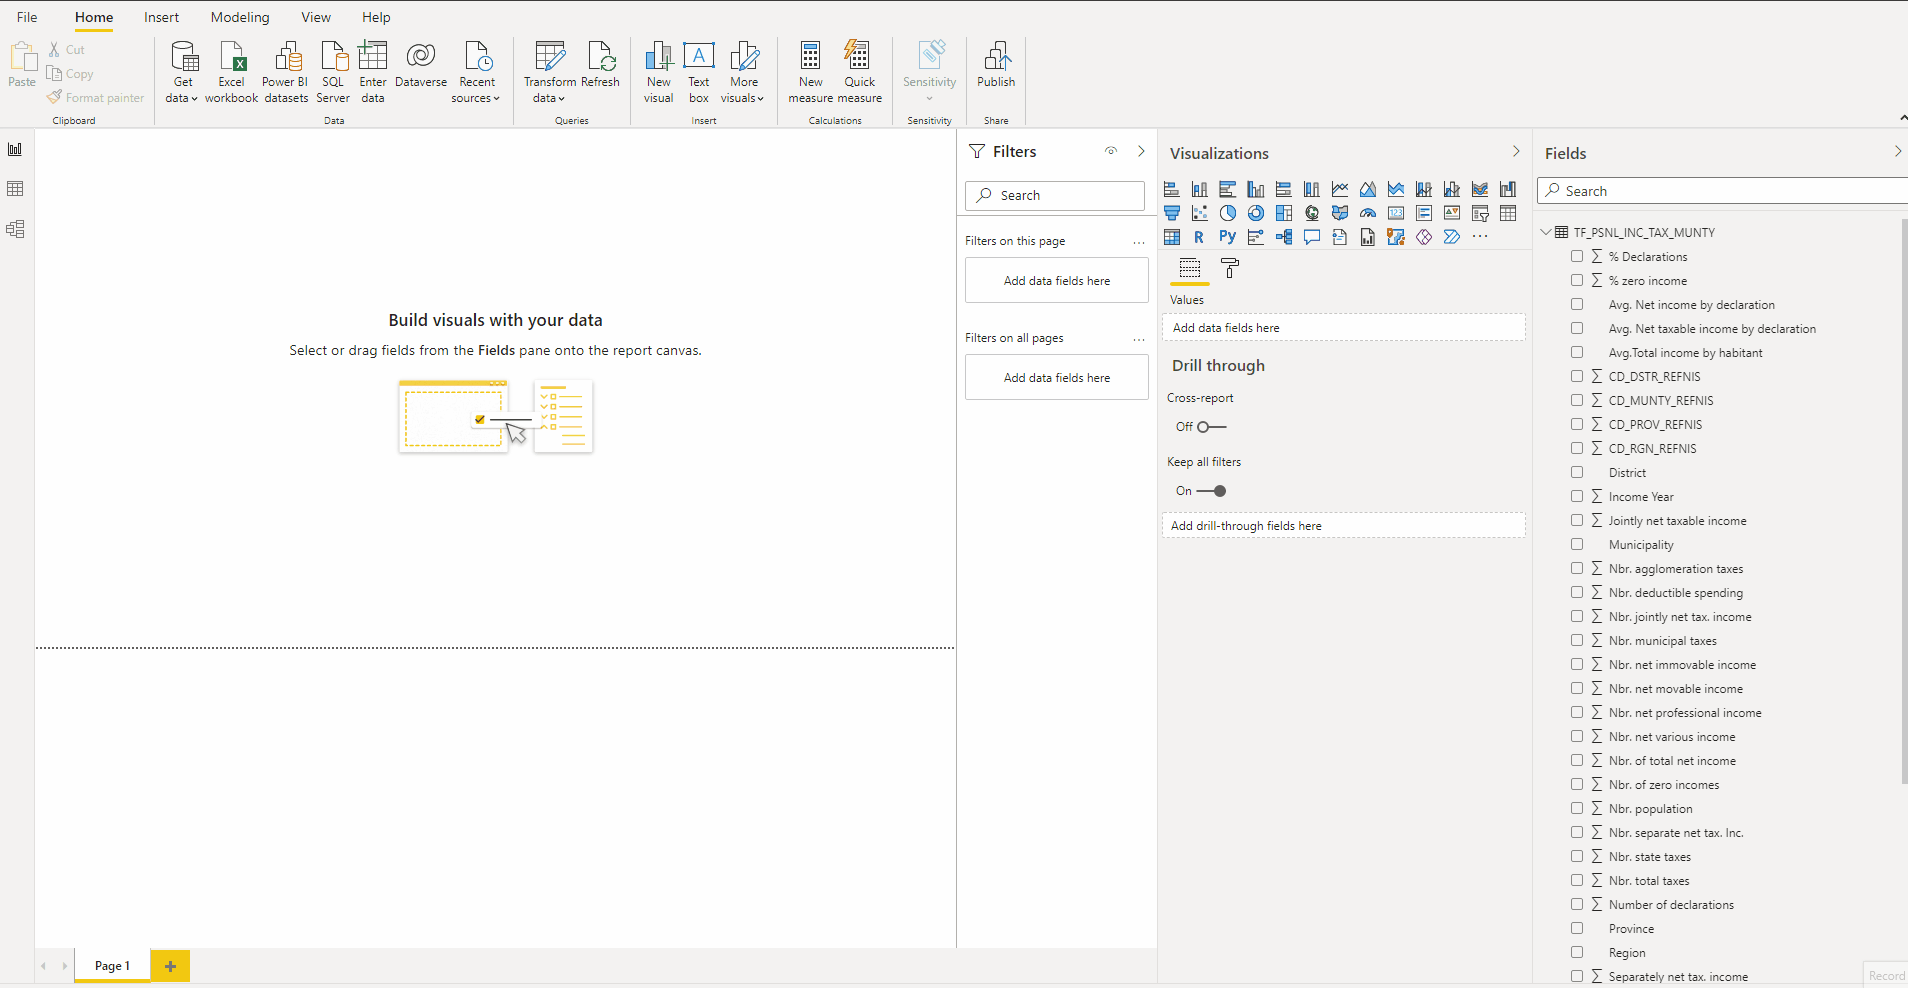 File Home Insert Modeling View Help
Paste
Cut
Copy
Format painter
Clipboard
Get data
Excel workbook
Power BI datasets
SQL Server
Enter data
Dataverse
Recent sources
Data
Transform data
Refresh
Queries
New visual
A
Text box
More visuals
Insert
New measure
Quick measure
Calculations
Sensitivity
Sensitivity
Publish
Share
Build visuals with your data
Select or drag fields from the Fields pane onto the report canvas.
Page 1
Filters
Search
Filters on this page
Add data fields here
Filters on all pages
Add data fields here
Visualizations
123
R
Py
Values
Add data fields here
Drill through
Cross-report
Off
Keep all filters
On
Add drill-through fields here
Fields
Search
TF_PSNL_INC_TAX_MUNTY
∑ % Declarations
∑ % zero income
Avg. Net income by declaration
Avg. Net taxable income by declaration
Avg.Total income by habitant
∑ CD_DSTR_REFNIS
∑ CD_MUNTY_REFNIS
∑ CD_PROV_REFNIS
∑ CD_RGN_REFNIS
District
∑ Income Year
∑ Jointly net taxable income
Municipality
∑ Nbr. agglomeration taxes
∑ Nbr. deductible spending
∑ Nbr. jointly net tax. income
∑ Nbr. municipal taxes
∑ Nbr. net immovable income
∑ Nbr. net movable income
∑ Nbr. net professional income
∑ Nbr. net various income
∑ Nbr. of total net income
∑ Nbr. of zero incomes
∑ Nbr. population
∑ Nbr. separate net tax. Inc.
∑ Nbr. state taxes
∑ Nbr. total taxes
∑ Number of declarations
Province
Region
∑ Separately net tax. income
Record